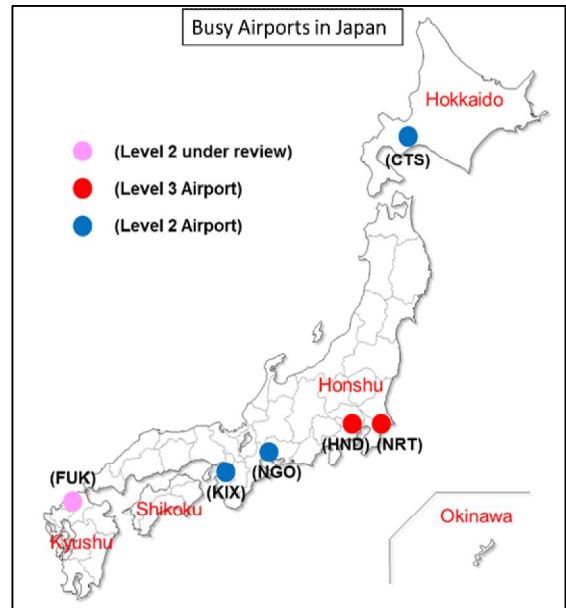 Busy Airports in Japan
Hokkaido
(CTS)
(Level 2 under review)
(Level 3 Airport)
(Level 2 Airport)
Honshu
(HND) (NRT)
(NGO)
(KIX)
(FUK)
Shikoku
Kyushu
Okinawa